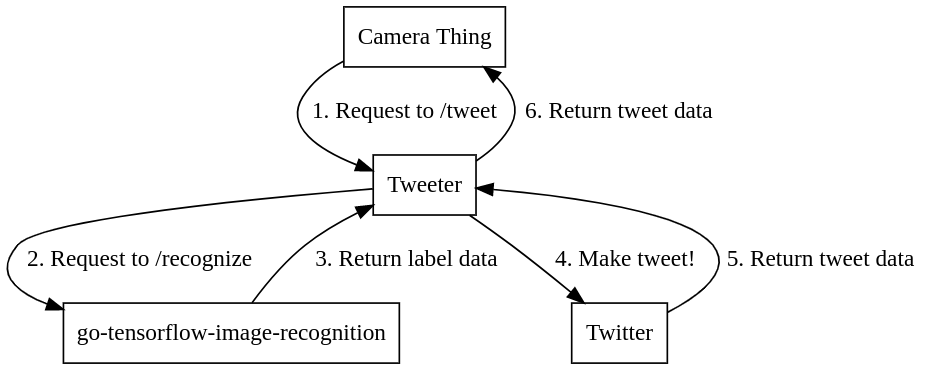 Camera Thing
1. Request to /tweet
6. Return tweet data
Tweeter
2. Request to /recognize
3. Return label data
4. Make tweet!
5. Return tweet data
go-tensorflow-image-recognition
Twitter